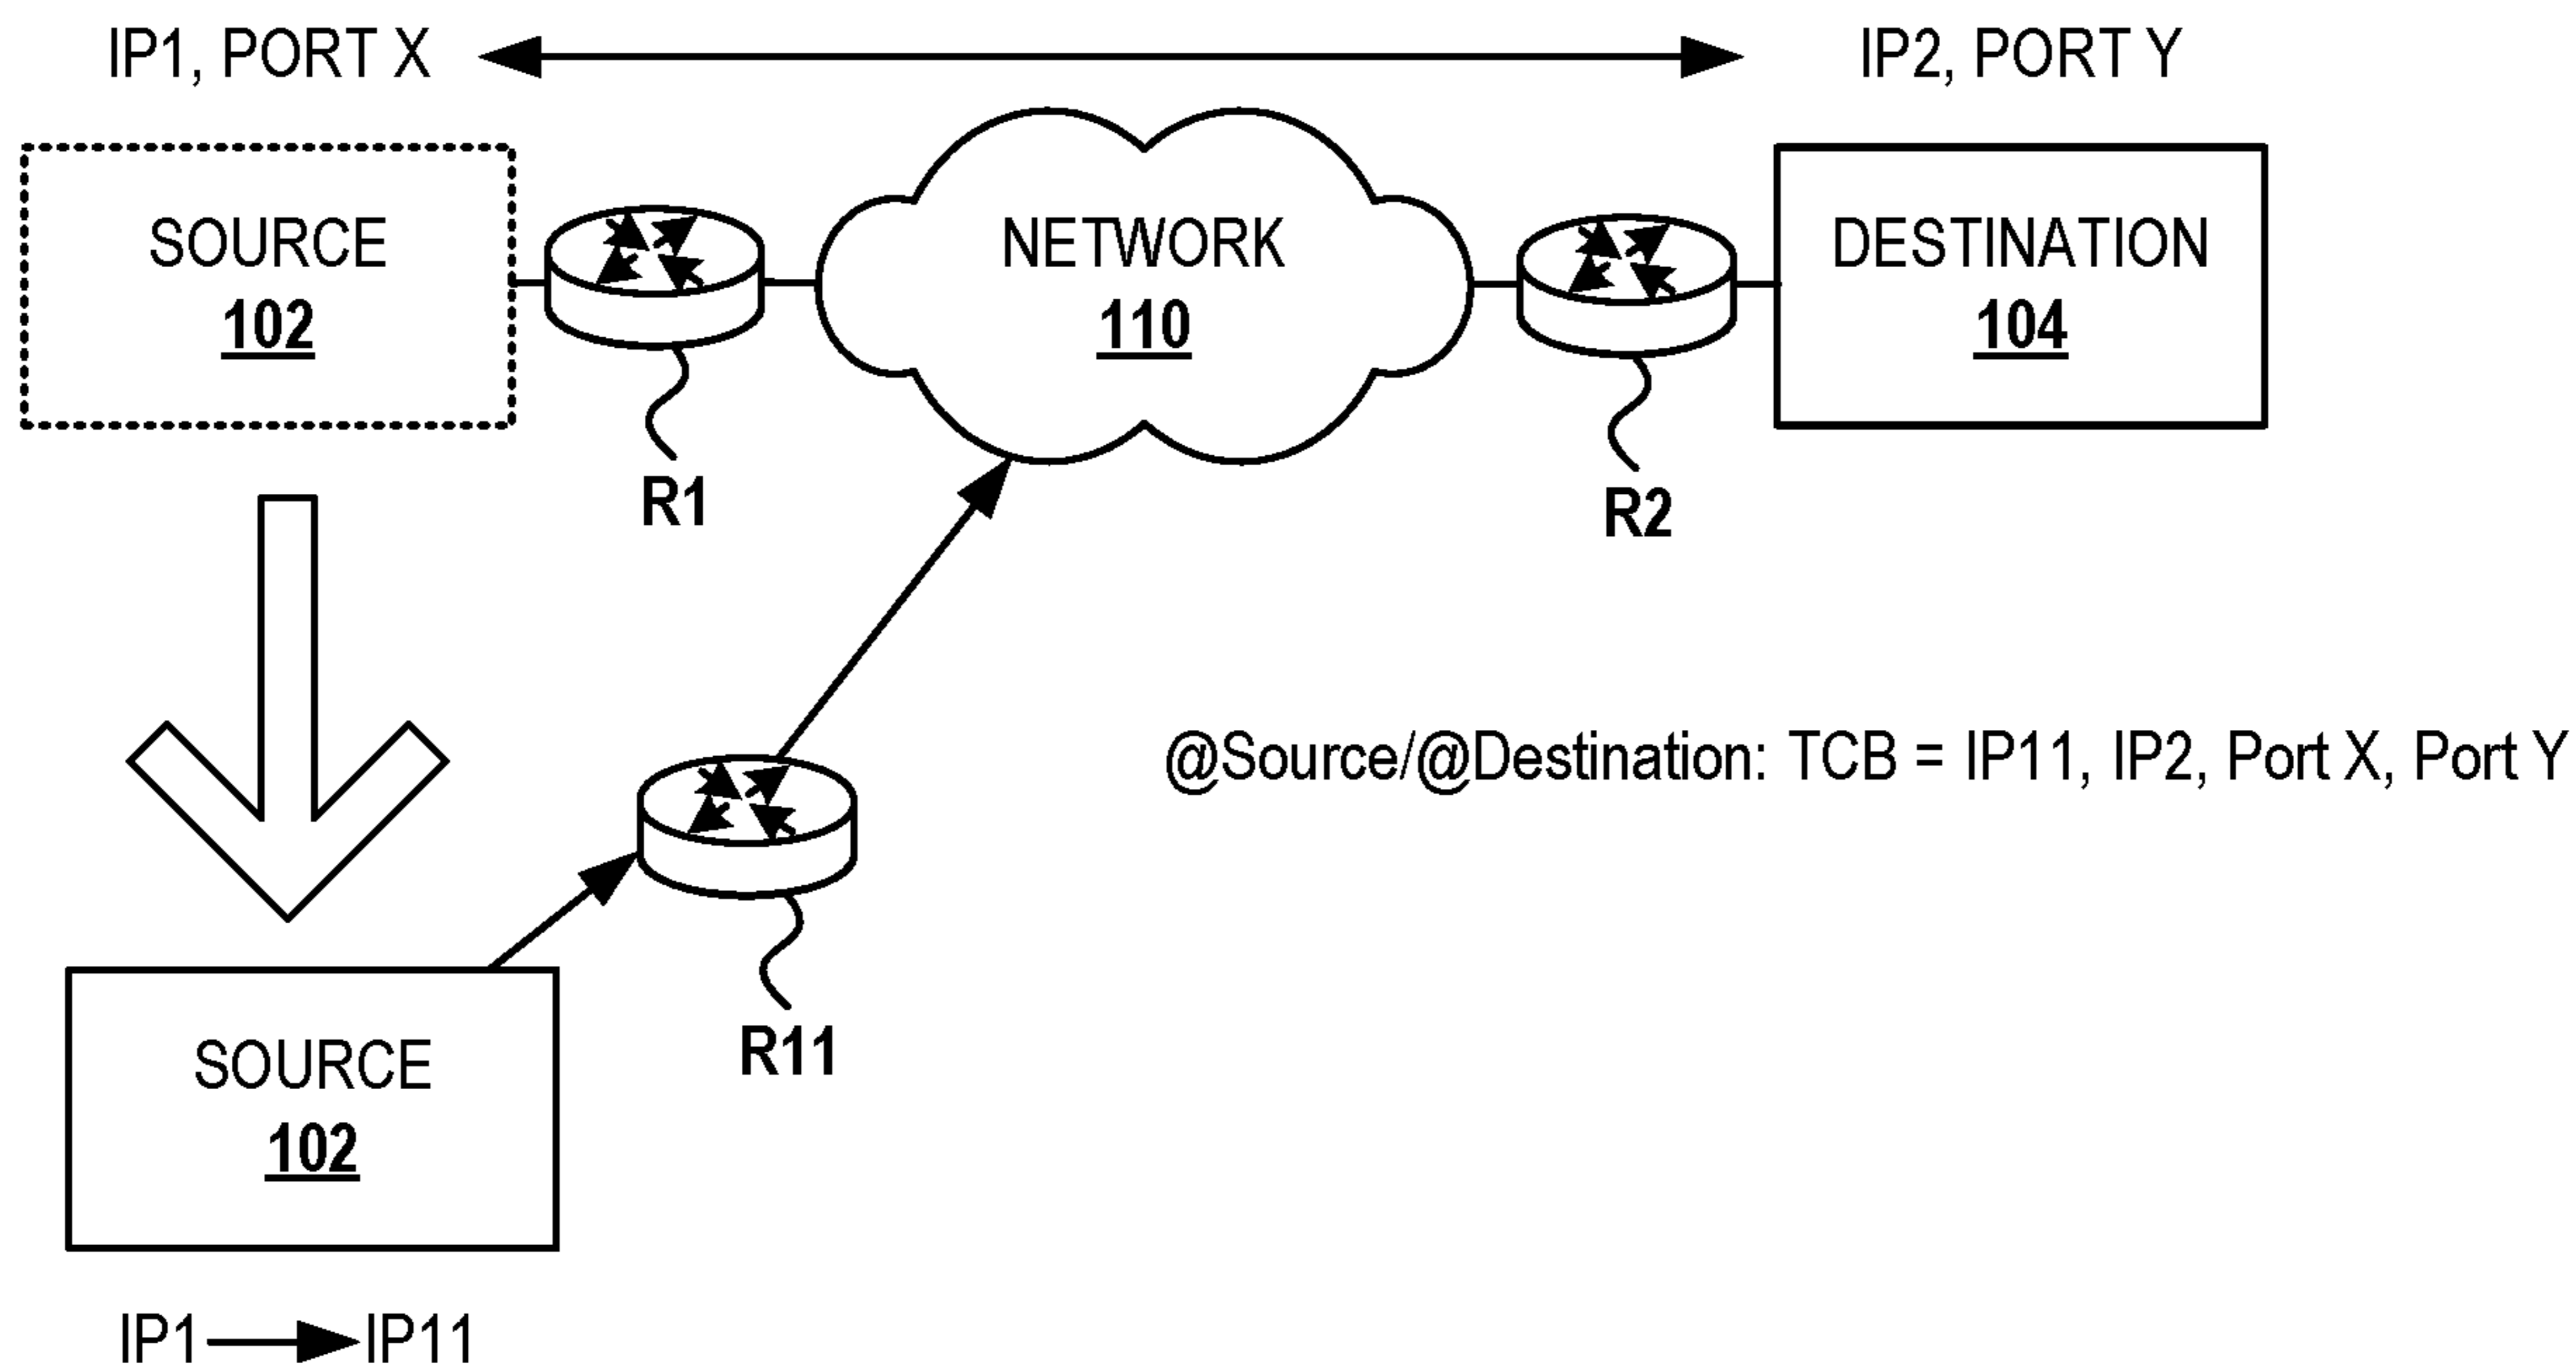 IP1, PORT X
IP2, PORT Y
SOURCE
102
NETWORK
110
DESTINATION
104
R1
R2
@Source/@Destination: TCB = IP11, IP2, Port X, Port Y
R11
SOURCE
102
IP1 IP11